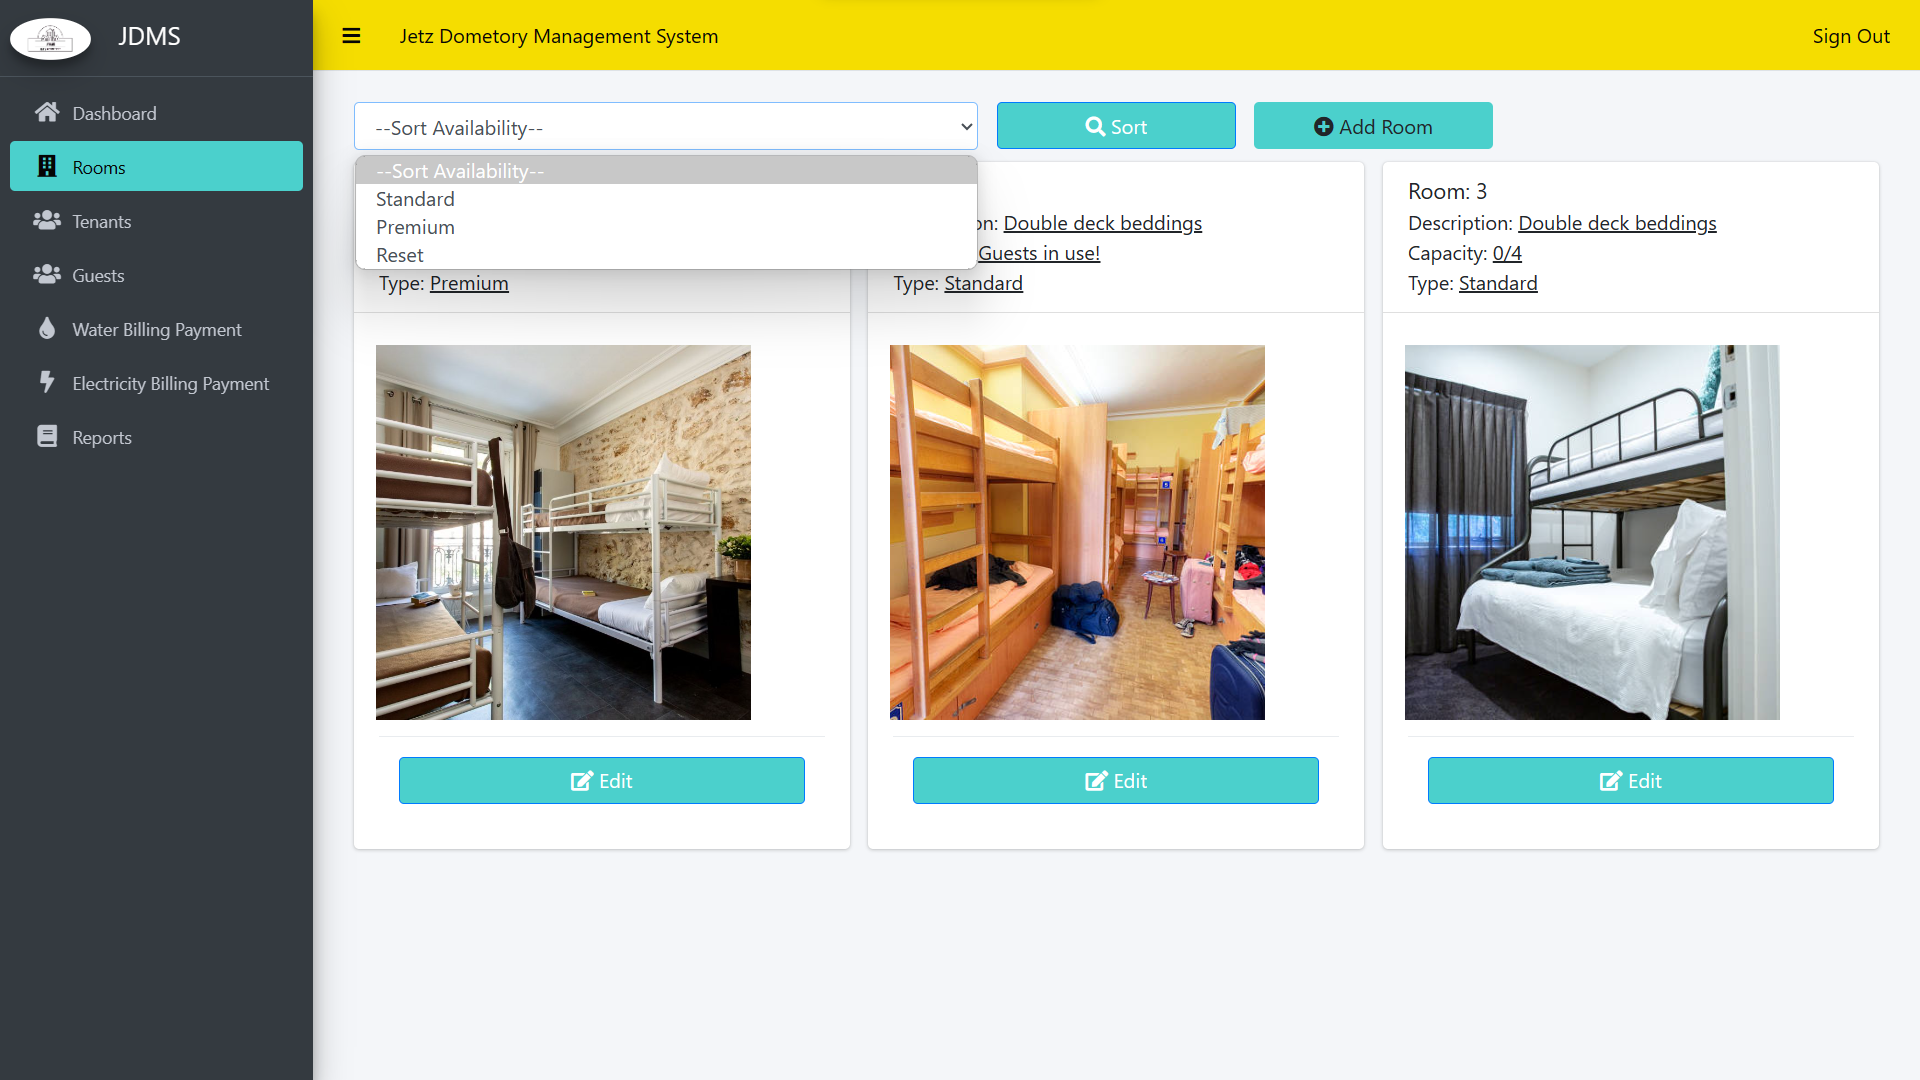 JDMS
Jetz Dometory Management System
Sign Out
Dashboard
Rooms
Tenants
Guests
Water Billing Payment
Electricity Billing Payment
Reports
--Sort Availability--
Sort
Add Room
--Sort Availability--
Standard
Premium
Reset
Type: Premium
Edit
on: Double deck beddings
Guests in use!
Type: Standard
Edit
Room: 3
Description: Double deck beddings
Capacity: 0/4
Type: Standard
Edit